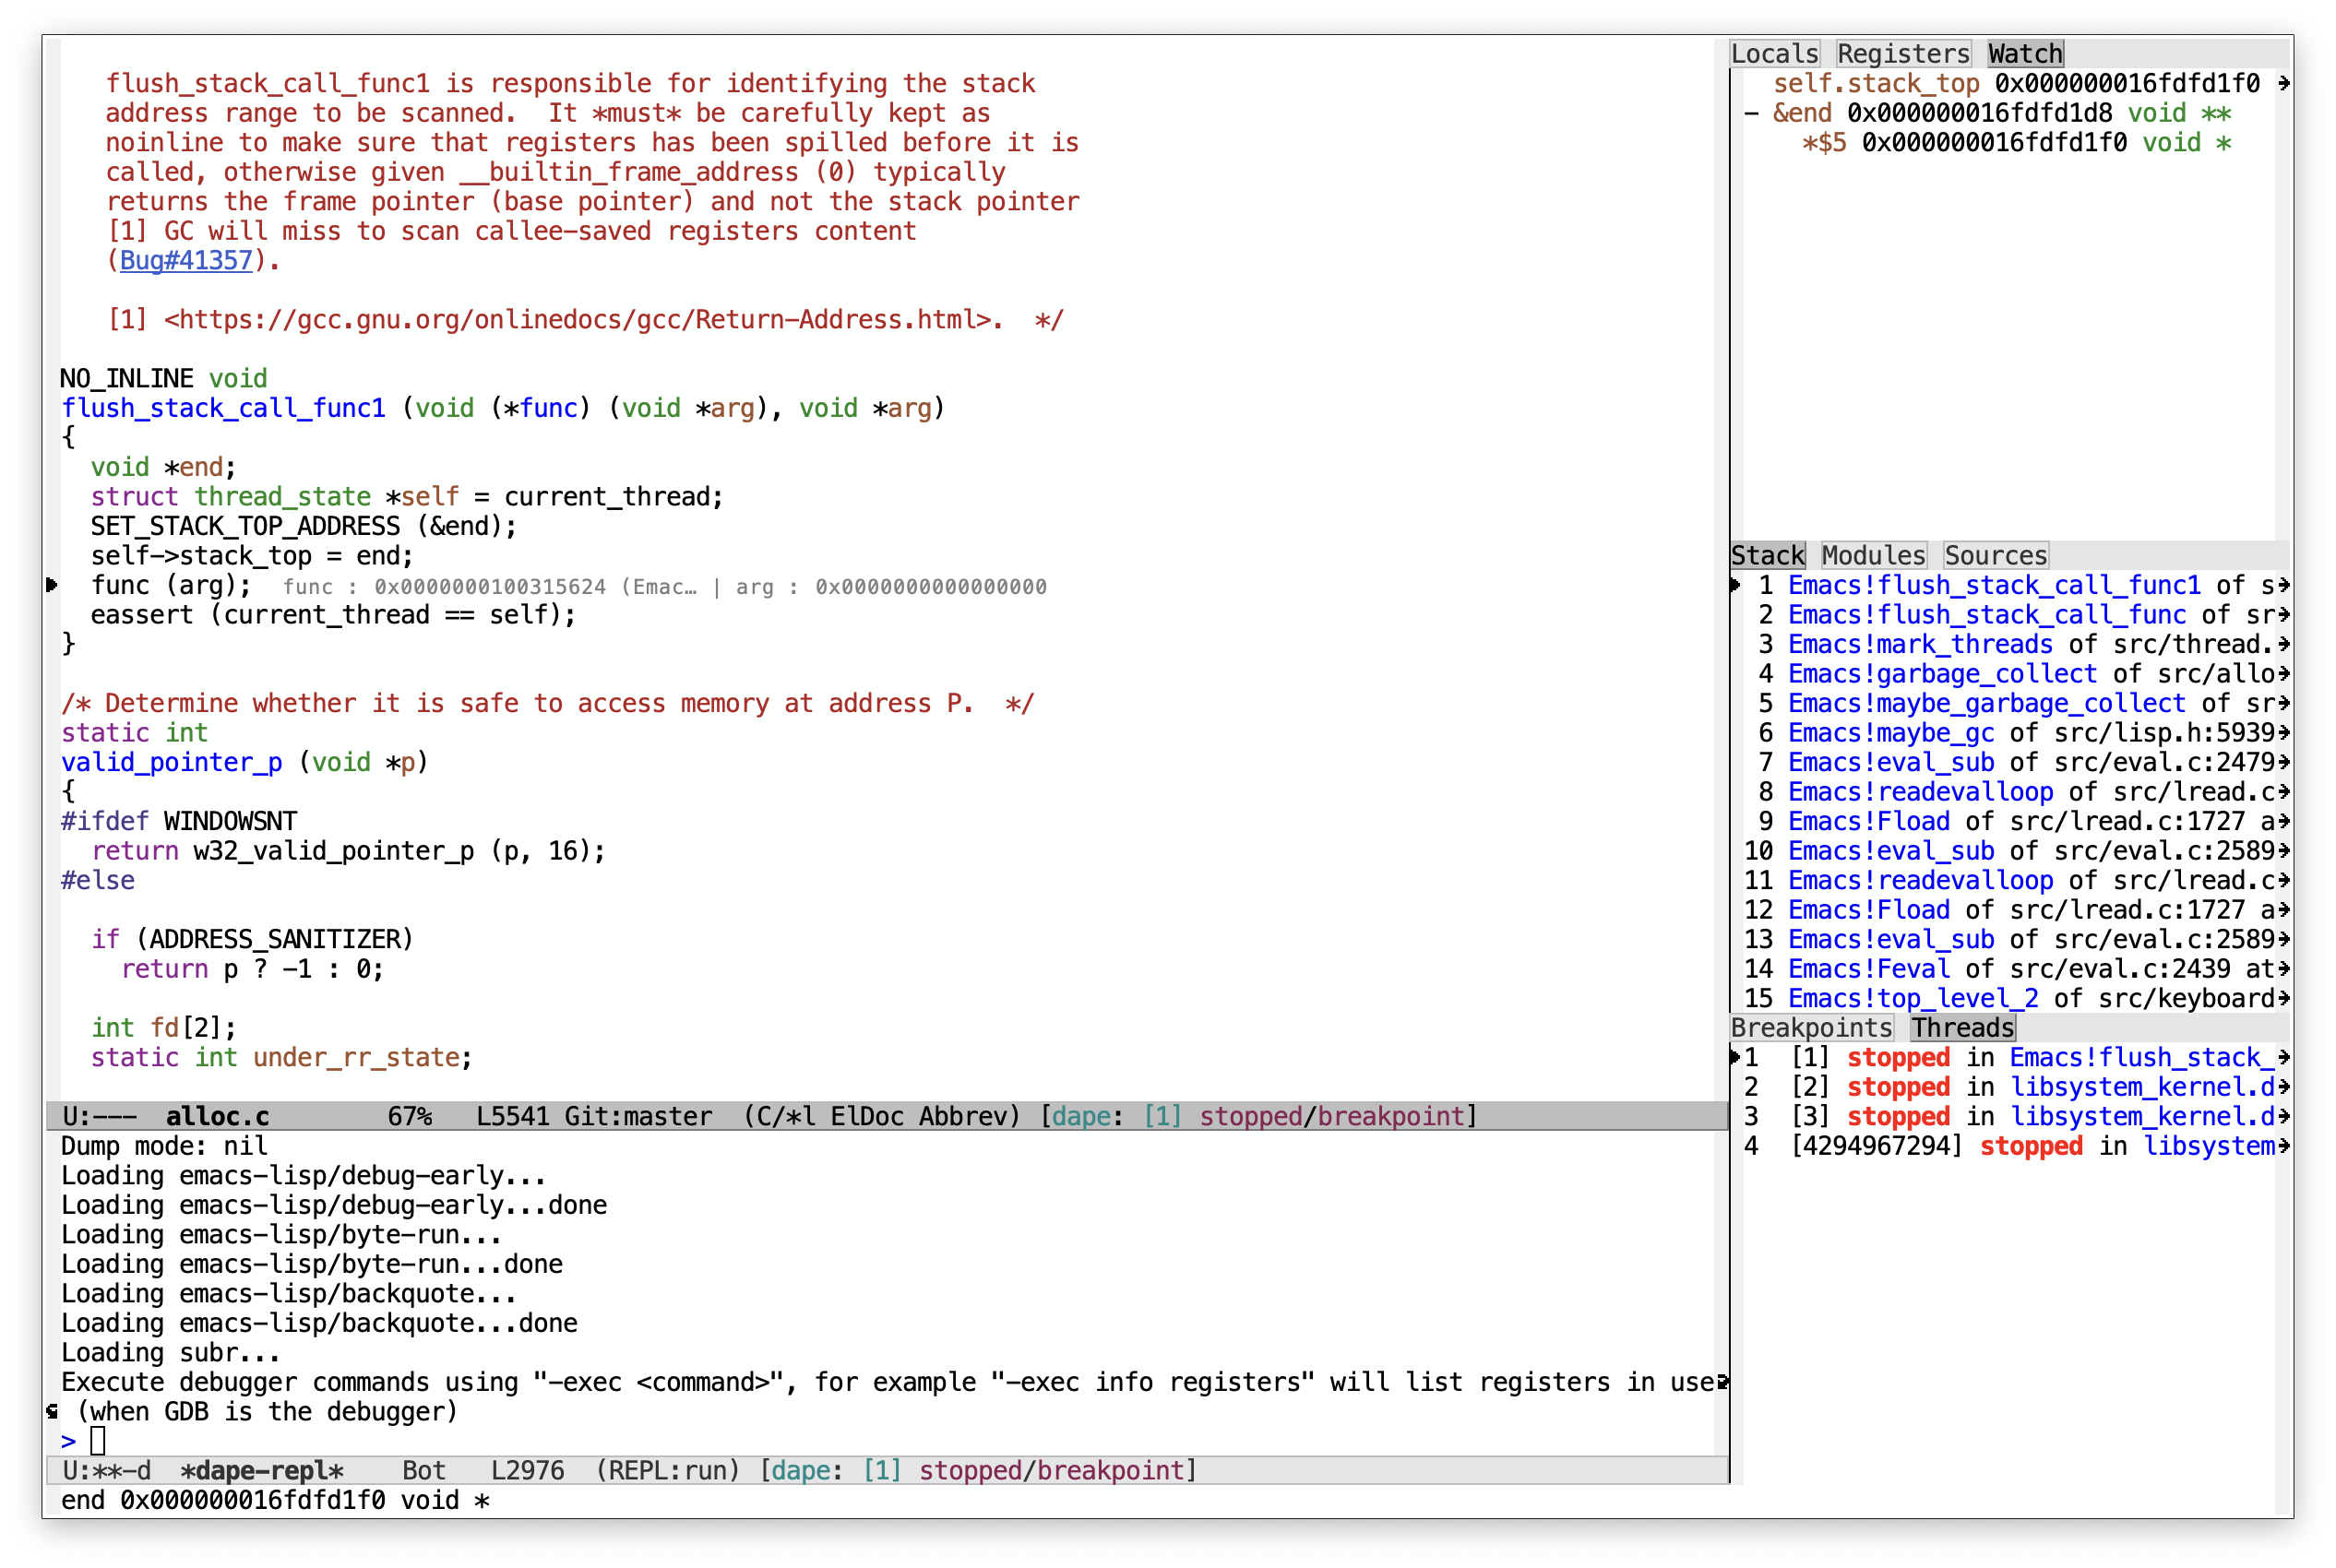 flush_stack_call_func1 is responsible for identifying the stack
address range to be scanned.  It *must* be carefully kept as
noinline to make sure that registers has been spilled before it is
called, otherwise given __builtin_frame_address (0) typically
returns the frame pointer (base pointer) and not the stack pointer
[1] GC will miss to scan callee-saved registers content
(Bug#41357).
[1] <https://gcc.gnu.org/onlinedocs/gcc/Return-Address.html>.  */
NO_INLINE void
flush_stack_call_func1 (void (*func) (void *arg), void *arg)
{
void *end;
struct thread_state *self = current_thread;
SET_STACK_TOP_ADDRESS (&end);
self->stack_top = end;
func (arg);  func : 0x0000000100315624 (Emac… | arg : 0x0000000000000000
eassert (current_thread == self);
}
/* Determine whether it is safe to access memory at address P.  */
static int
valid_pointer_p (void *p)
{
#ifdef WINDOWSNT
return w32_valid_pointer_p (p, 16);
#else
if (ADDRESS_SANITIZER)
return p ? -1 : 0;
int fd[2];
static int under_rr_state;
U:---  alloc.c        67%   L5541 Git:master  (C/*l ElDoc Abbrev) [dape: [1] stopped/breakpoint]
Dump mode: nil
Loading emacs-lisp/debug-early...
Loading emacs-lisp/debug-early...done
Loading emacs-lisp/byte-run...
Loading emacs-lisp/byte-run...done
Loading emacs-lisp/backquote...
Loading emacs-lisp/backquote...done
Loading subr...
Execute debugger commands using "-exec <command>", for example "-exec info registers" will list registers in use
(when GDB is the debugger)
>
U:**-d  *dape-repl*    Bot   L2976  (REPL:run) [dape: [1] stopped/breakpoint]
end 0x000000016fdfd1f0 void *
Locals Registers Watch
self.stack_top 0x000000016fdfd1f0
- &end 0x000000016fdfd1d8 void **
*$5 0x000000016fdfd1f0 void *
Stack Modules Sources
1 Emacs!flush_stack_call_func1 of s
2 Emacs!flush_stack_call_func of sr
3 Emacs!mark_threads of src/thread.
4 Emacs!garbage_collect of src/allo
5 Emacs!maybe_garbage_collect of sr
6 Emacs!maybe_gc of src/lisp.h:5939
7 Emacs!eval_sub of src/eval.c:2479
8 Emacs!readevalloop of src/lread.c
9 Emacs!Fload of src/lread.c:1727 a
10 Emacs!eval_sub of src/eval.c:2589
11 Emacs!readevalloop of src/lread.c
12 Emacs!Fload of src/lread.c:1727 a
13 Emacs!eval_sub of src/eval.c:2589
14 Emacs!Feval of src/eval.c:2439 at
15 Emacs!top_level_2 of src/keyboard
Breakpoints Threads
1  [1] stopped in Emacs!flush_stack_
2  [2] stopped in libsystem_kernel.d
3  [3] stopped in libsystem_kernel.d
4  [4294967294] stopped in libsystem